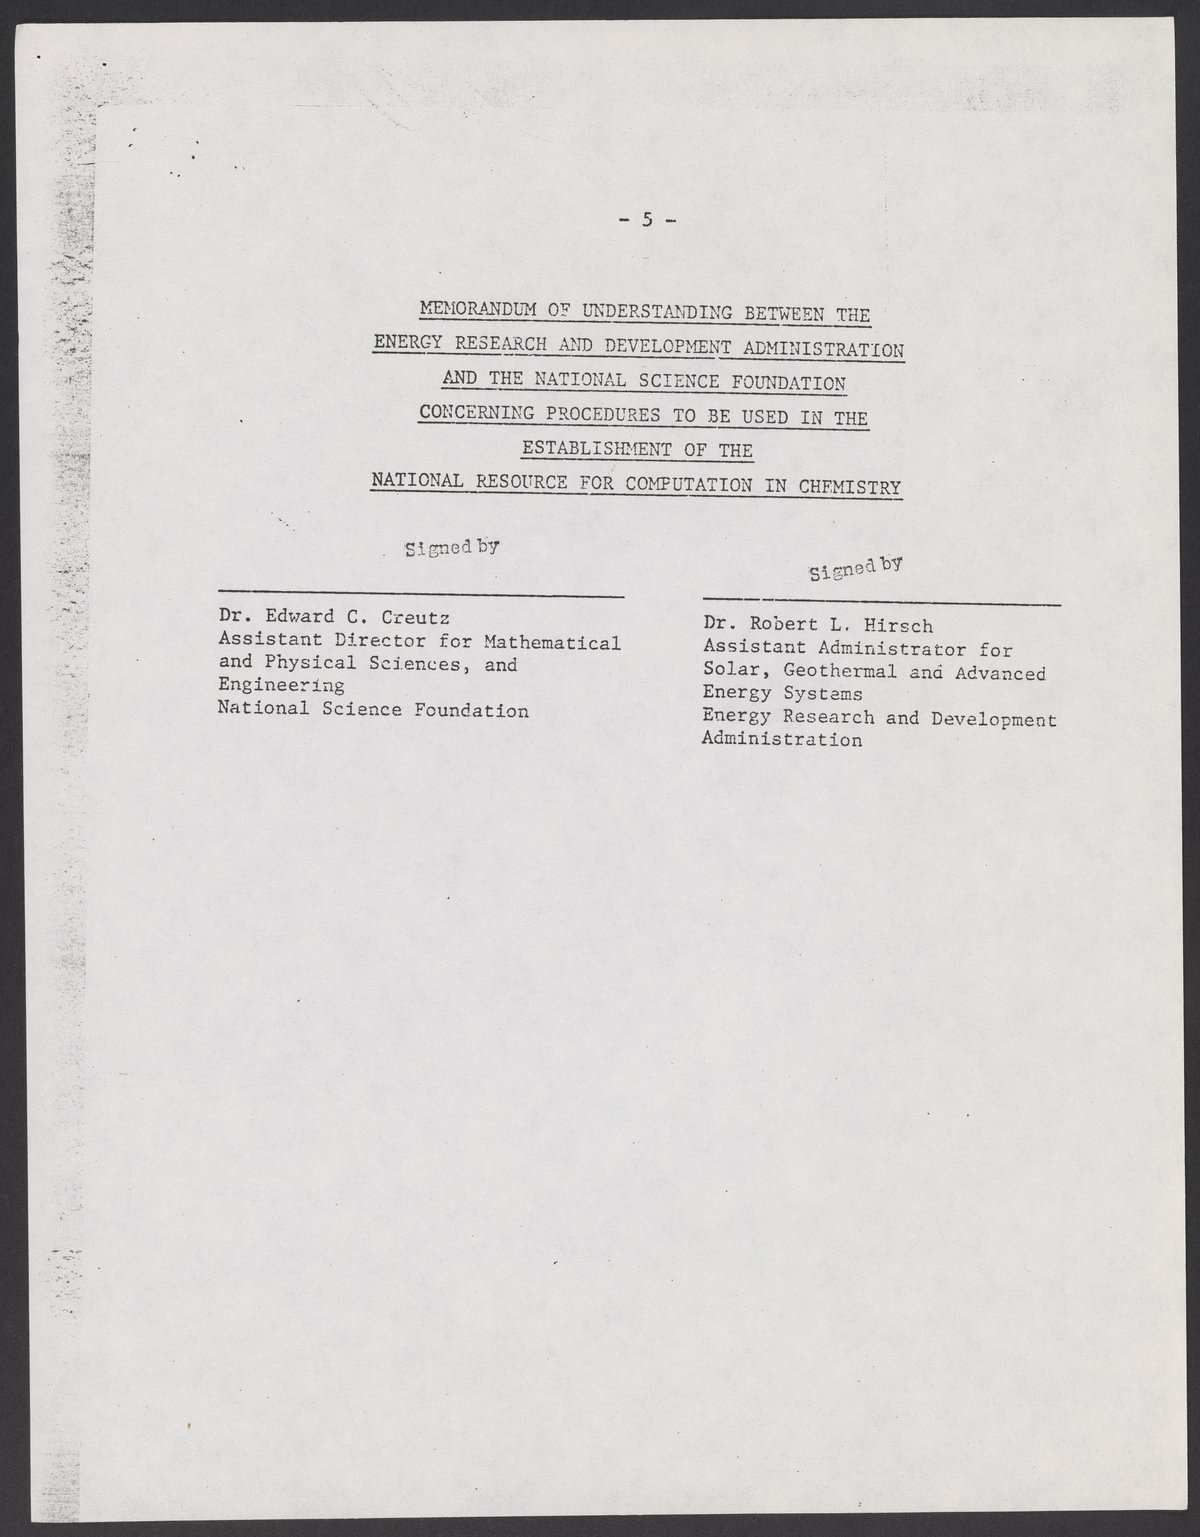 - 5 -
MEMORANDUM OF UNDERSTANDING BETWEEN THE
ENERGY RESEARCH AND DEVELOPMENT ADMINISTRATION
AND THE NATIONAL SCIENCE FOUNDATION
CONCERNING PROCEDURES TO BE USED IN THE
ESTABLISHMENT OF THE
NATIONAL RESOURCE FOR COMPUTATION IN CHEMISTRY
Signed by
Dr. Edward C. Creutz
Assistant Director for Mathematical
and Physical Sciences, and
Engineering
National Science Foundation
Signed by
Dr. Robert L. Hirsch
Assistant Administrator for
Solar, Geothermal and Advanced
Energy Systems
Energy Research and Development
Administration